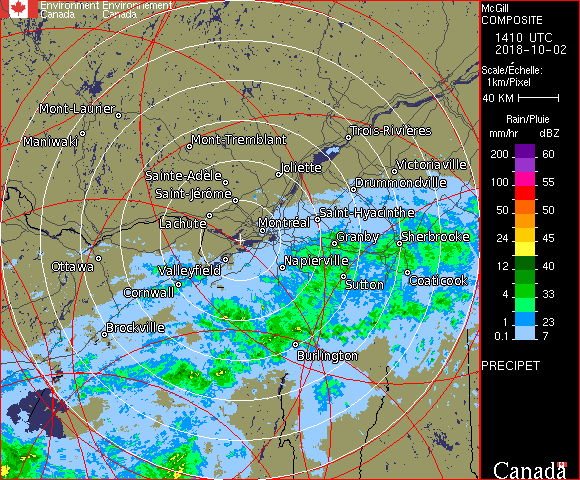 Environment Environnement
Canada Canada
McGill
COMPOSITE
1410 UTC
2018-10-02
Scale/Échelle:
1km/Pixel
40 KM
Rain/Pluie
mm/hr dBZ
200 60
100 55
50 50
24 45
12 40
4 33
1 23
0.1 7
PRECIPET
Canada
Mont-Laurier
Maniwaki
Mont-Tremblant
Trois-Rivières
Sainte-Adèle
Joliette
Victoriaville
Saint-Jérôme
Drummondville
Lachute
Montréal
Saint-Hyacinthe
Granby
Sherbrooke
Ottawa
Valleyfield
Napierville
Cornwall
Sutton
Coaticook
Brockville
Burlington